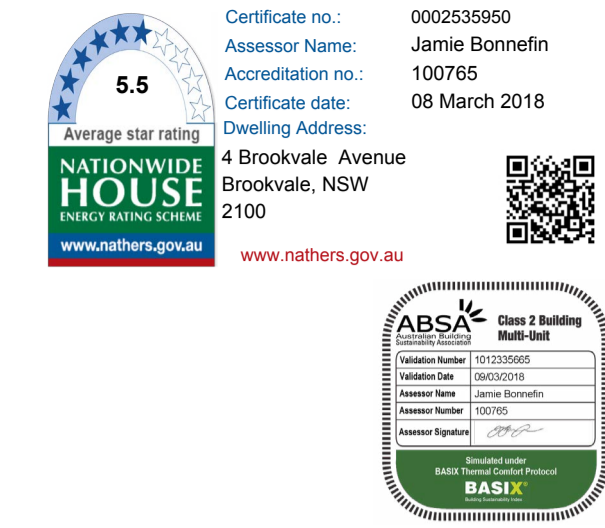 5.5
Average star rating
NATIONWIDE
HOUSE
ENERGY RATING SCHEME
www.nathers.gov.au
Certificate no.: 0002535950
Assessor Name: Jamie Bonnefin
Accreditation no.: 100765
Certificate date: 08 March 2018
Dwelling Address:
4 Brookvale Avenue
Brookvale, NSW
2100
www.nathers.gov.au
ABSA
Australian Building
Sustainability Association
Class 2 Building
Multi-Unit
Validation Number 1012335665
Validation Date 09/03/2018
Assessor Name Jamie Bonnefin
Assessor Number 100765
Assessor Signature
Simulated under
BASIX Thermal Comfort Protocol
BASIX®
Building Sustainability Index